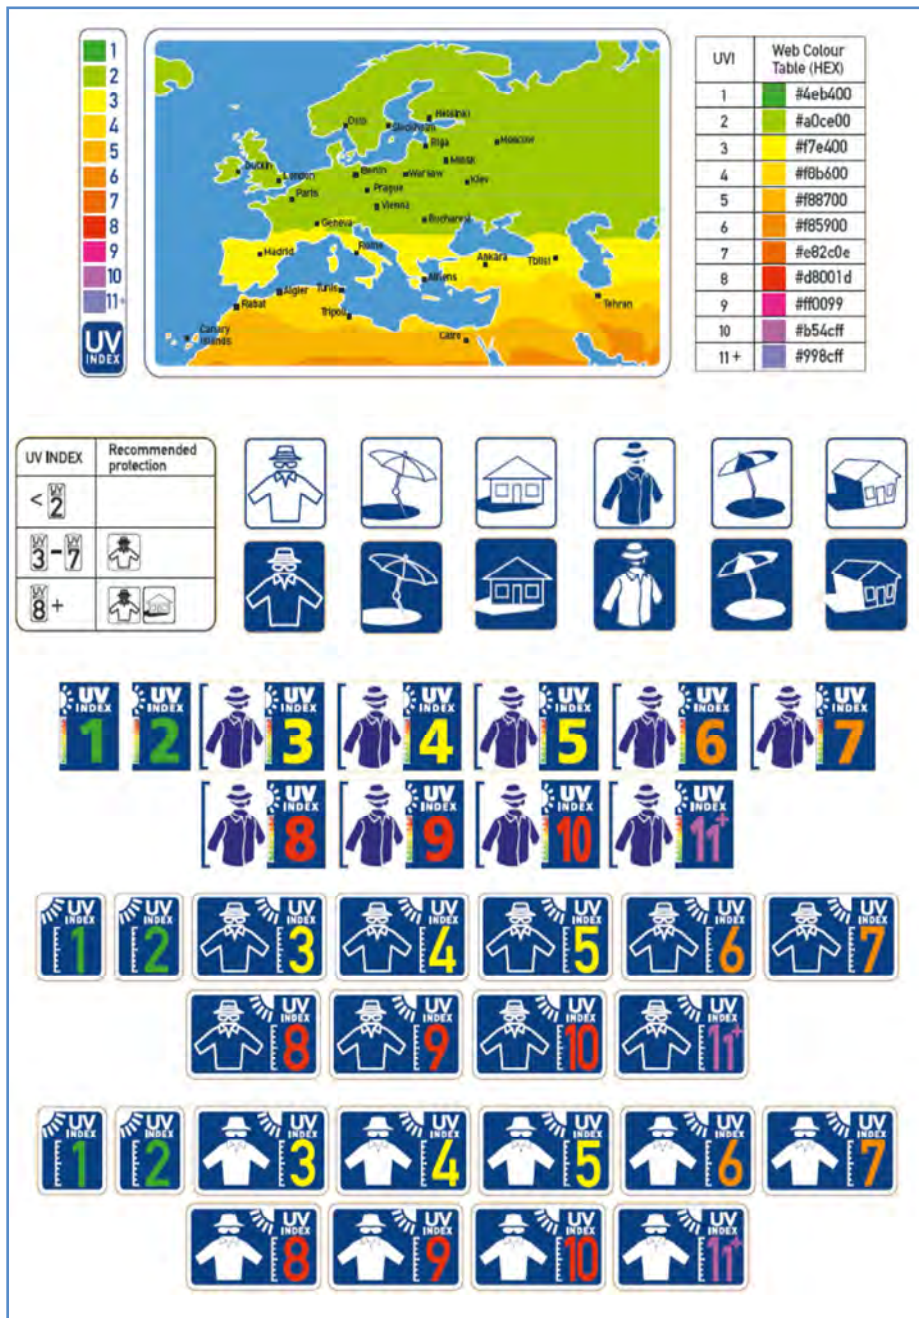 1
2
3
4
5
6
7
8
9
10
11+
UV
INDEX
Oslo
Helsinki
Stockholm
Riga
Moscow
Minsk
Dublin
London
Berlin
Warsaw
Kiev
Paris
Prague
Vienna
Geneva
Bucharest
Madrid
Rome
Ankara
Tblisi
Athens
Algier
Tunis
Rabat
Tripoli
Tehran
Canary
Islands
Cairo
UVI Web Colour
Table (HEX)
1 #4eb400
2 #a0ce00
3 #f7e400
4 #f8b600
5 #f88700
6 #f85900
7 #e82c0e
8 #d8001d
9 #ff0099
10 #b54cff
11 + #998cff
UV INDEX Recommended
protection
< UV 2
UV 3 - UV 7
UV 8 +
UV INDEX 1 UV INDEX 2 UV INDEX 3 UV INDEX 4 UV INDEX 5 UV INDEX 6 UV INDEX 7
UV INDEX 8 UV INDEX 9 UV INDEX 10 UV INDEX 11+
UV INDEX 1 UV INDEX 2 UV INDEX 3 UV INDEX 4 UV INDEX 5 UV INDEX 6 UV INDEX 7
UV INDEX 8 UV INDEX 9 UV INDEX 10 UV INDEX 11+
UV INDEX 1 UV INDEX 2 UV INDEX 3 UV INDEX 4 UV INDEX 5 UV INDEX 6 UV INDEX 7
UV INDEX 8 UV INDEX 9 UV INDEX 10 UV INDEX 11+